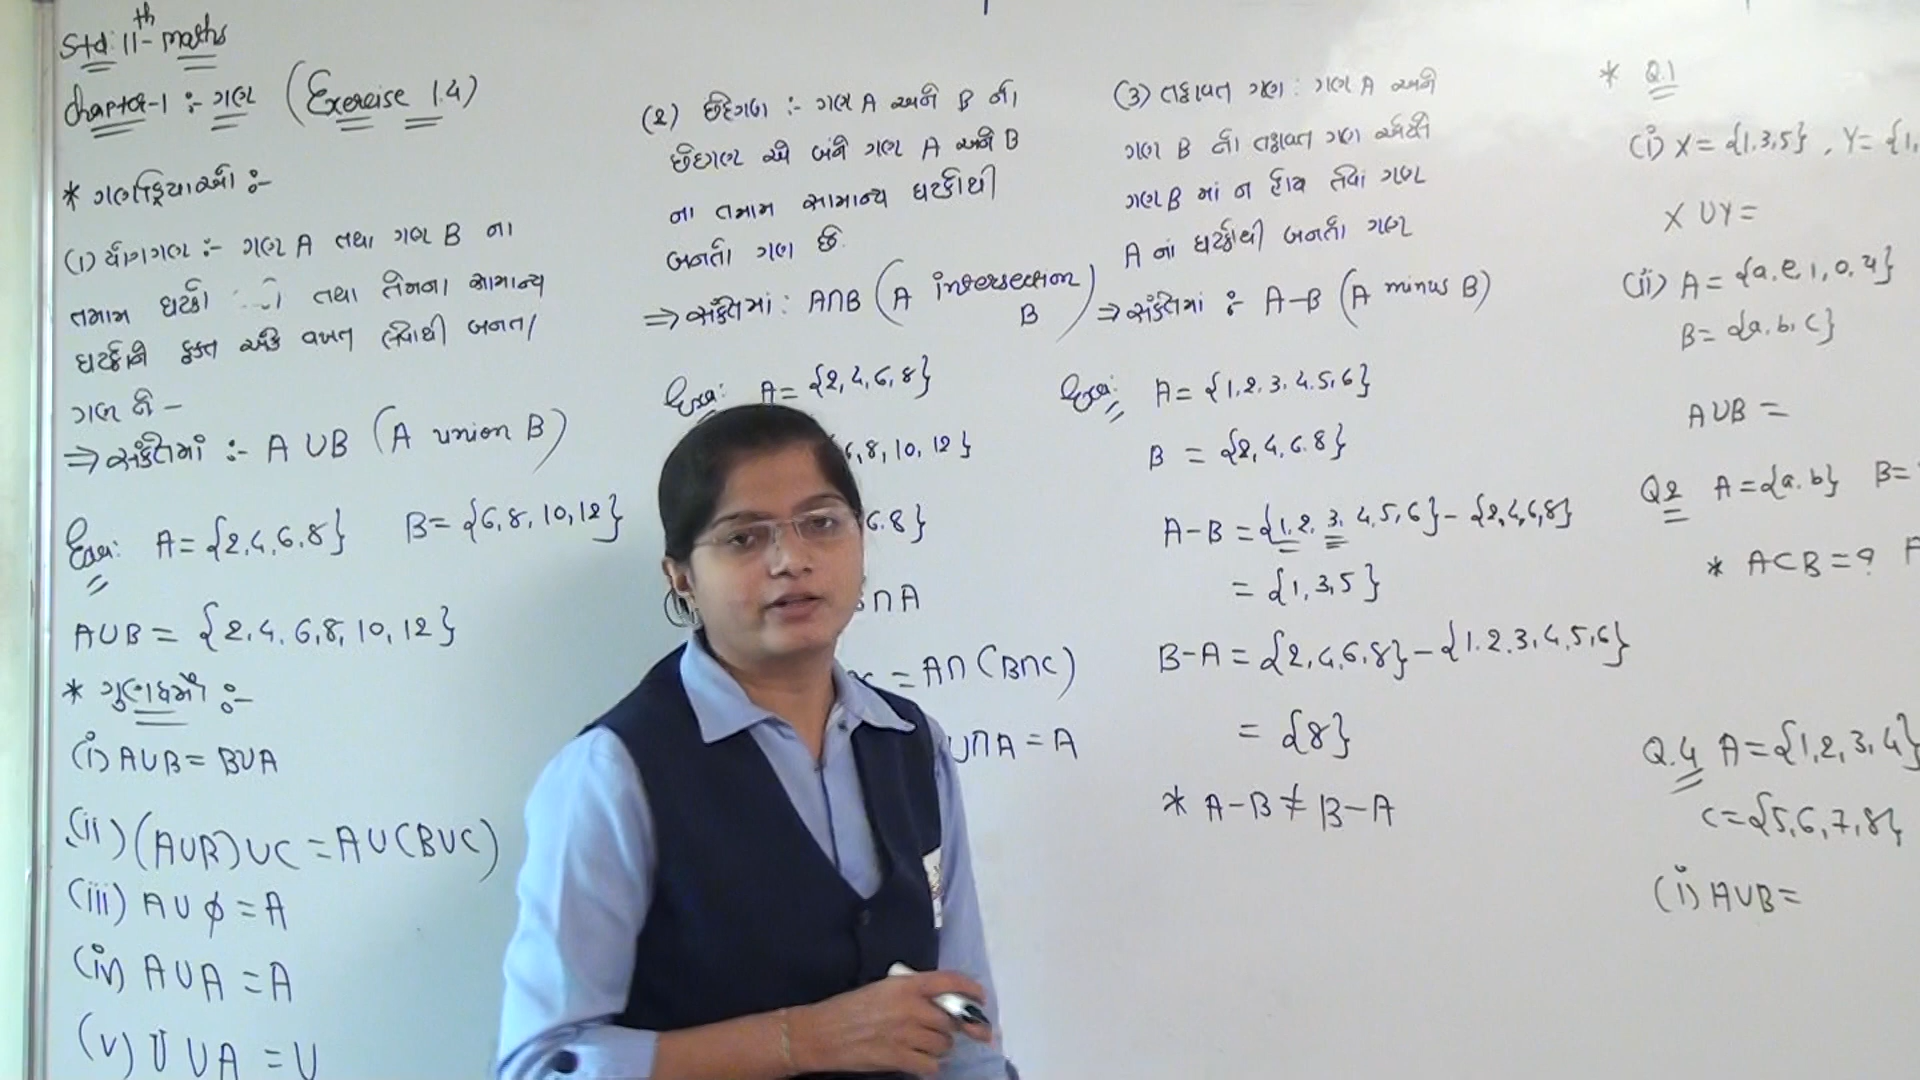 Std: 11th - maths
Chapter-1 :- ગણ (Exercise 1.4)
* ગણક્રિયાઓ :-
(1) યોગગણ :- ગણ A તથા ગણ B ના
તમામ ઘટકો તથા તેમના સામાન્ય
ઘટકોને ફક્ત એક વખત લેવાથી બનતા
ગણ ને -
⇒ સંકેતમાં :- A ∪ B (A union B)
Exa: A = {2, 4, 6, 8} B = {6, 8, 10, 12}
A∪B = {2, 4, 6, 8, 10, 12}
* ગુણધર્મ :-
(i) A∪B = B∪A
(ii) (A∪B)∪C = A∪(B∪C)
(iii) A∪ϕ = A
(iv) A∪A = A
(v) U∪A = U
(2) છેદગણ :- ગણ A અને B નો
છેદગણ એ બંને ગણ A અને B
ના તમામ સામાન્ય ઘટકોથી
બનતો ગણ છે.
⇒ સંકેતમાં : A∩B (A intersection B)
Exa: A = {2, 4, 6, 8}
6, 8, 10, 12}
6, 8}
∩A
= A∩(B∩C)
U∩A = A
(3) તફાવત ગણ : ગણ A અને
ગણ B નો તફાવત ગણ એટલે
ગણ B માં ન હોય તેવા ગણ
A નાં ઘટકોથી બનતો ગણ
⇒ સંકેતમાં :- A-B (A minus B)
Exa: A = {1, 2, 3, 4, 5, 6}
B = {2, 4, 6, 8}
A-B = {1, 2, 3, 4, 5, 6} - {2, 4, 6, 8}
= {1, 3, 5}
B-A = {2, 4, 6, 8} - {1, 2, 3, 4, 5, 6}
= {8}
* A-B ≠ B-A
* Q.1
(i) X = {1, 3, 5}, Y = {1,
X∪Y =
(ii) A = {a, e, i, o, u}
B = {a, b, c}
A∪B =
Q2 A = {a, b} B =
* A⊂B = ?
Q.4 A = {1, 2, 3, 4}
C = {5, 6, 7, 8},
(i) A∪B =